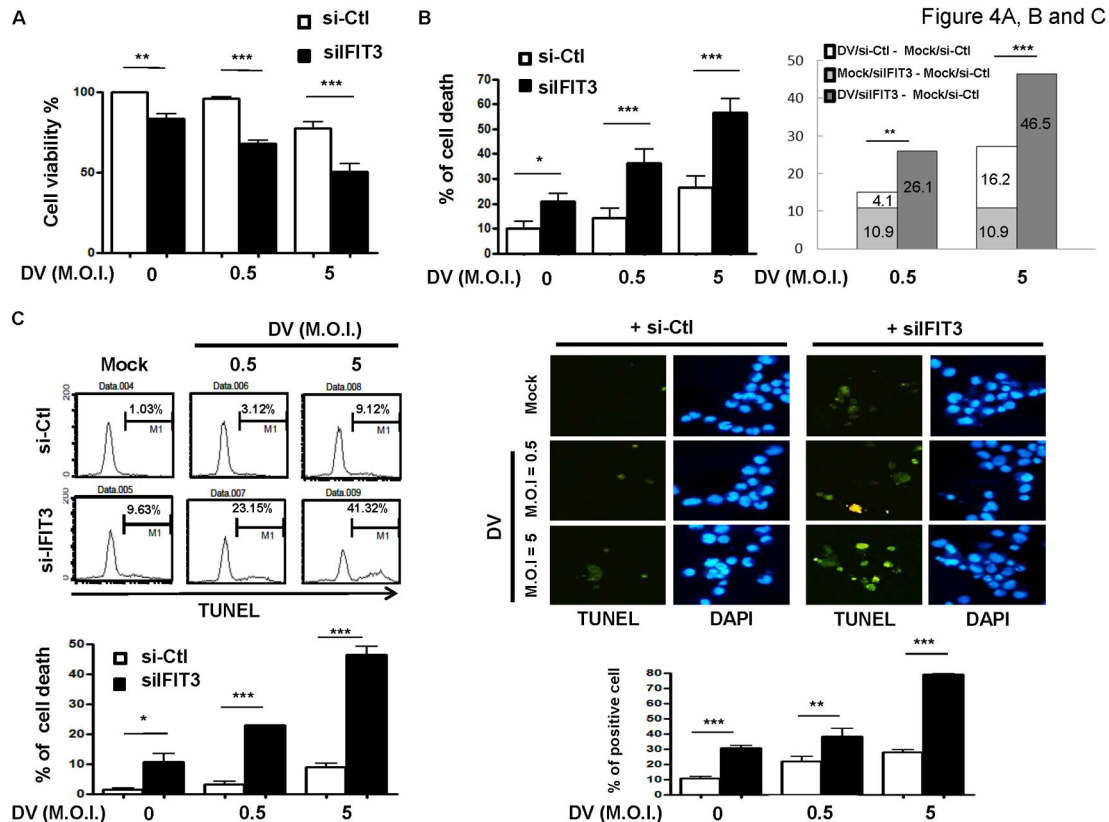 Figure 4A, B and C
A
si-Ctl
siIFIT3
**
***
***
Cell viability %
100
50
0
DV (M.O.I.)
0
0.5
5
B
si-Ctl
siIFIT3
*
***
***
% of cell death
70
60
50
40
30
20
10
0
DV (M.O.I.)
0
0.5
5
DV/si-Ctl - Mock/si-Ctl
Mock/siIFIT3 - Mock/si-Ctl
DV/siIFIT3 - Mock/si-Ctl
**
***
50
40
30
20
10
0
4.1
10.9
26.1
16.2
10.9
46.5
DV (M.O.I.)
0.5
5
C
DV (M.O.I.)
Mock
0.5
5
si-Ctl
200
0
Data.004
1.03%
M1
Data.006
3.12%
M1
Data.008
9.12%
M1
si-IFIT3
200
0
Data.005
9.63%
M1
Data.007
23.15%
M1
Data.009
41.32%
M1
TUNEL
si-Ctl
siIFIT3
*
***
***
% of cell death
50
40
30
20
10
0
DV (M.O.I.)
0
0.5
5
+ si-Ctl
+ siIFIT3
Mock
DV
M.O.I = 0.5
M.O.I = 5
TUNEL
DAPI
TUNEL
DAPI
***
**
***
% of positive cell
80
70
60
50
40
30
20
10
0
DV (M.O.I.)
0
0.5
5